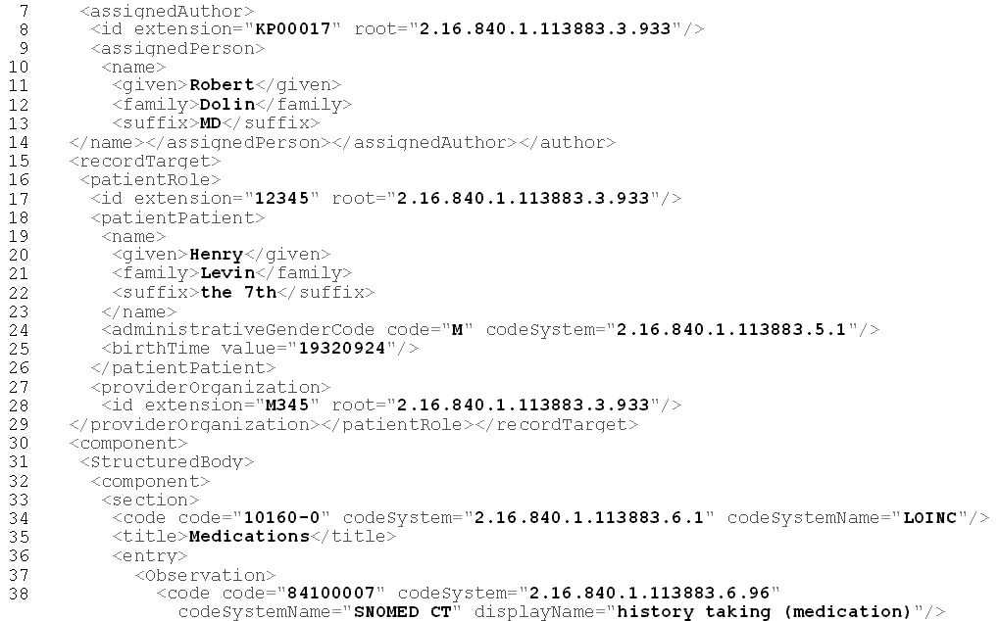 7 <assignedAuthor>
8 <id extension="KP00017" root="2.16.840.1.113883.3.933"/>
9 <assignedPerson>
10 <name>
11 <given>Robert</given>
12 <family>Dolin</family>
13 <suffix>MD</suffix>
14 </name></assignedPerson></assignedAuthor></author>
15 <recordTarget>
16 <patientRole>
17 <id extension="12345" root="2.16.840.1.113883.3.933"/>
18 <patientPatient>
19 <name>
20 <given>Henry</given>
21 <family>Levin</family>
22 <suffix>the 7th</suffix>
23 </name>
24 <administrativeGenderCode code="M" codeSystem="2.16.840.1.113883.5.1"/>
25 <birthTime value="19320924"/>
26 </patientPatient>
27 <providerOrganization>
28 <id extension="M345" root="2.16.840.1.113883.3.933"/>
29 </providerOrganization></patientRole></recordTarget>
30 <component>
31 <StructuredBody>
32 <component>
33 <section>
34 <code code="10160-0" codeSystem="2.16.840.1.113883.6.1" codeSystemName="LOINC"/>
35 <title>Medications</title>
36 <entry>
37 <Observation>
38 <code code="84100007" codeSystem="2.16.840.1.113883.6.96"
codeSystemName="SNOMED CT" displayName="history taking (medication)"/>